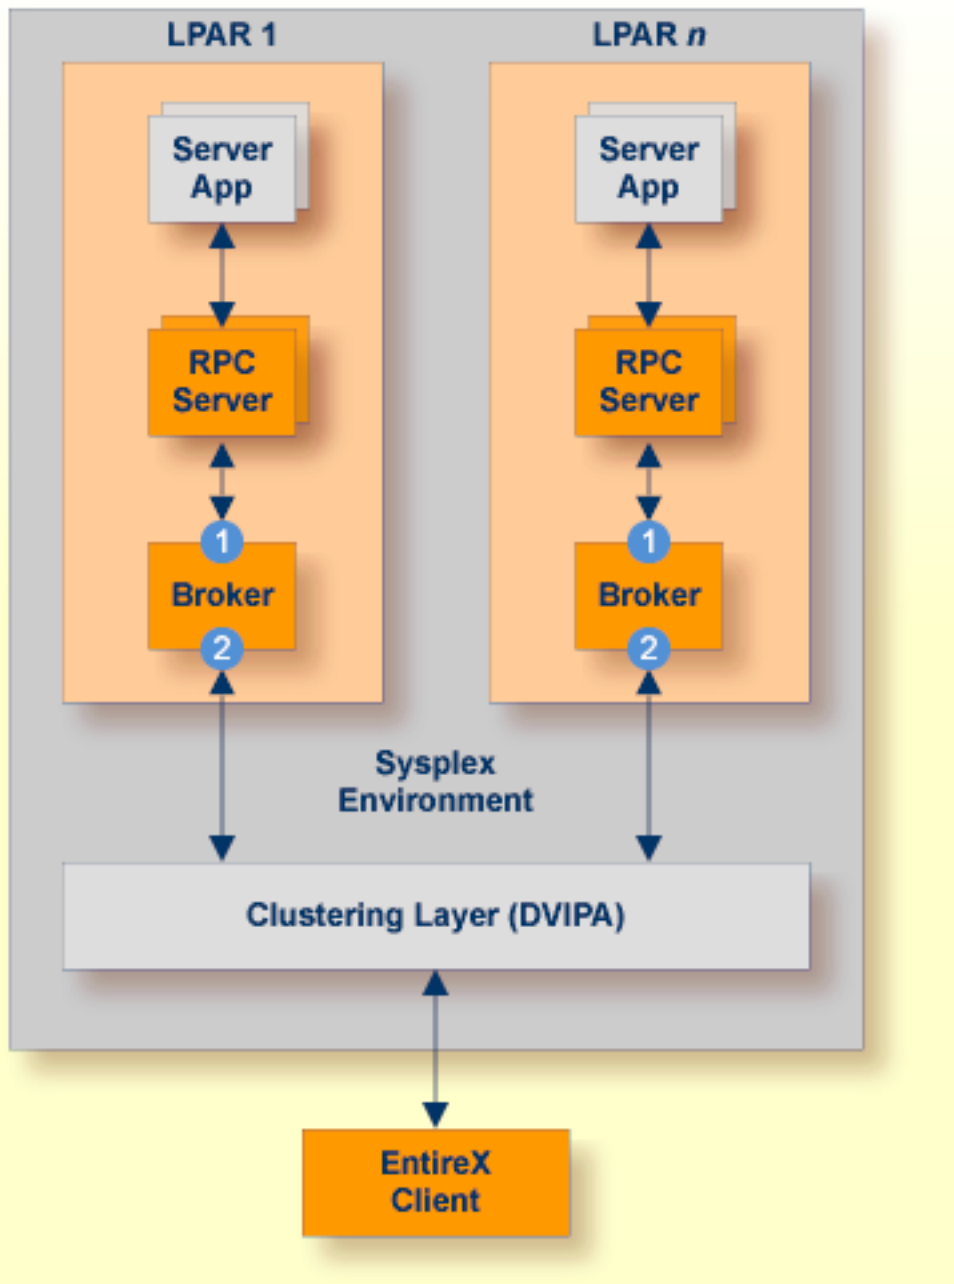 LPAR 1
LPAR n
Server
App
Server
App
RPC
Server
RPC
Server
1
1
Broker
Broker
2
2
Sysplex
Environment
Clustering Layer (DVIPA)
EntireX
Client